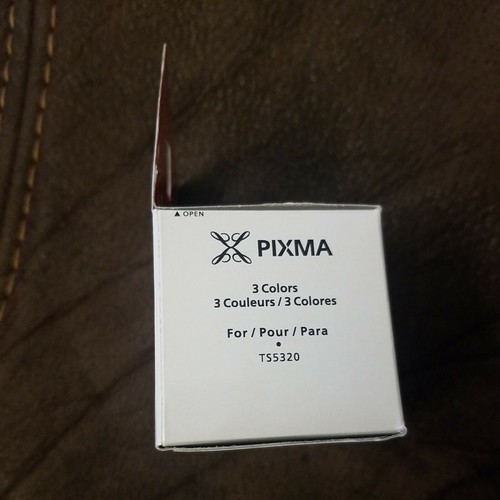 ▲ OPEN
PIXMA
3 Colors
3 Couleurs / 3 Colores
For / Pour / Para
•
TS5320